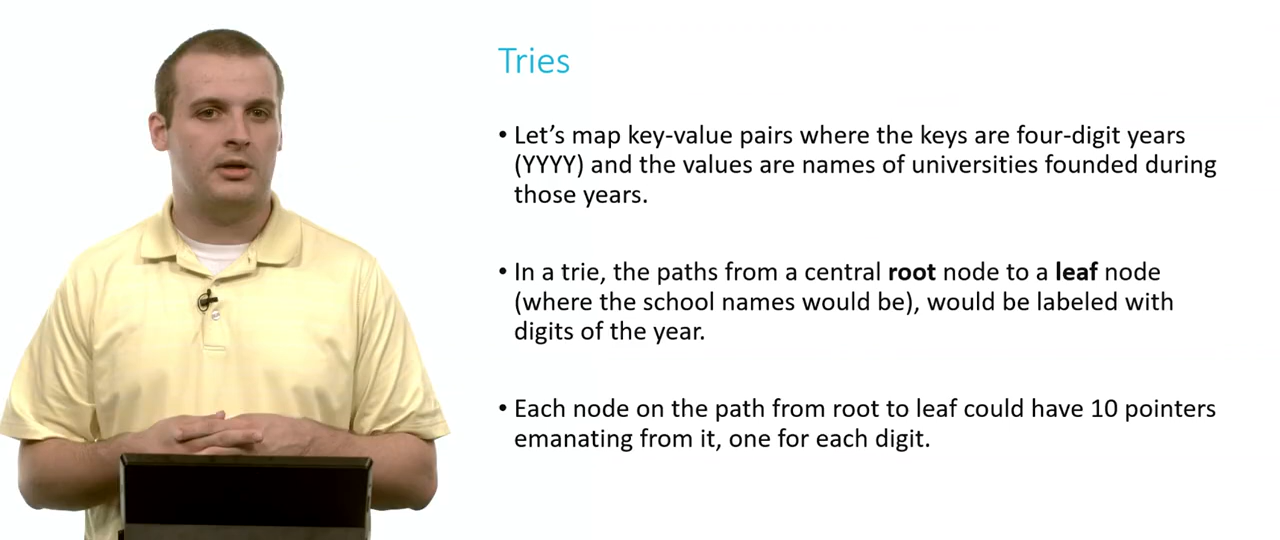 Tries
• Let’s map key-value pairs where the keys are four-digit years
(YYYY) and the values are names of universities founded during
those years.
• In a trie, the paths from a central root node to a leaf node
(where the school names would be), would be labeled with
digits of the year.
• Each node on the path from root to leaf could have 10 pointers
emanating from it, one for each digit.